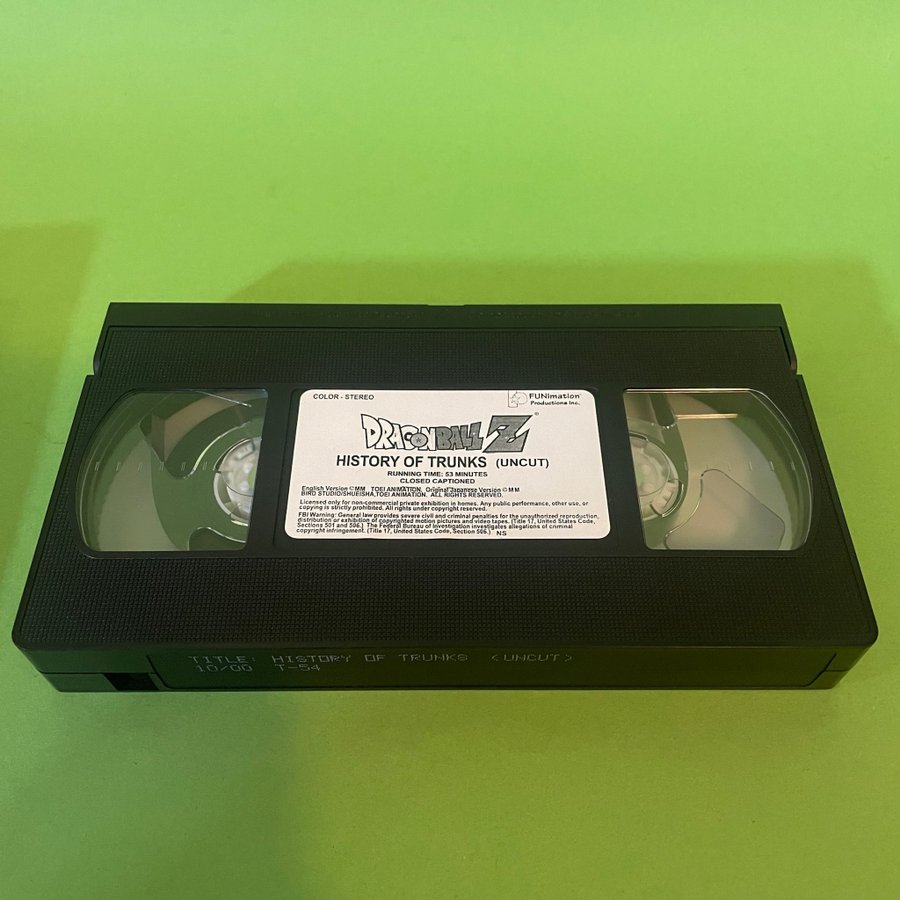 COLOR - STEREO
FUNimation
Productions Inc.
DRAGONBALL Z®
HISTORY OF TRUNKS (UNCUT)
RUNNING TIME: 53 MINUTES
CLOSED CAPTIONED
English Version ©MM TOEI ANIMATION. Original Japanese Version ©MM
BIRD STUDIO/SHUEISHA,TOEI ANIMATION. ALL RIGHTS RESERVED.
Licensed only for non-commercial private exhibition in homes. Any public performance, other use, or
copying is strictly prohibited. All rights under copyright reserved.
FBI Warning: General law provides severe civil and criminal penalties for the unauthorized reproduction,
distribution or exhibition of copyrighted motion pictures and video tapes. (Title 17, United States Code,
Sections 501 and 506.) The Federal Bureau of Investigation investigates allegations of criminal
copyright infringement. (Title 17, United States Code, Section 506.) NS
TITLE: HISTORY OF TRUNKS <UNCUT>
10/00 T-54